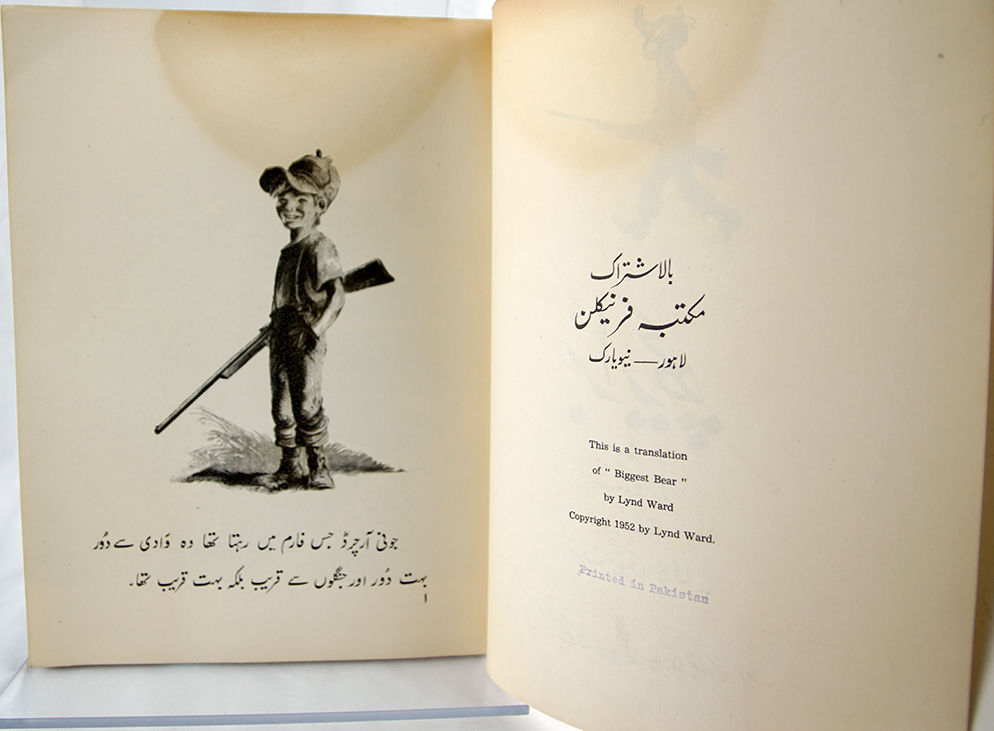 بالاشتراک
مکتبہ فرنیکلن
لاہور — نیویارک
This is a translation
of " Biggest Bear "
by Lynd Ward
Copyright 1952 by Lynd Ward.
Printed in Pakistan
جونی آرچرڈ جس فارم میں رہتا تھا وہ وَادی سے دُور
بہت دُور اور جنگلوں سے قریب بلکہ بہت قریب تھا۔
۱